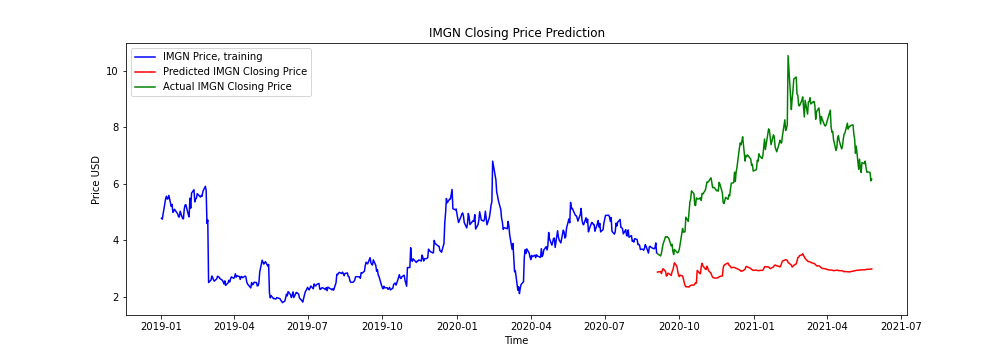 IMGN Closing Price Prediction
IMGN Price, training
Predicted IMGN Closing Price
Actual IMGN Closing Price
Price USD
10
8
6
4
2
2019-01 2019-04 2019-07 2019-10 2020-01 2020-04 2020-07 2020-10 2021-01 2021-04 2021-07
Time